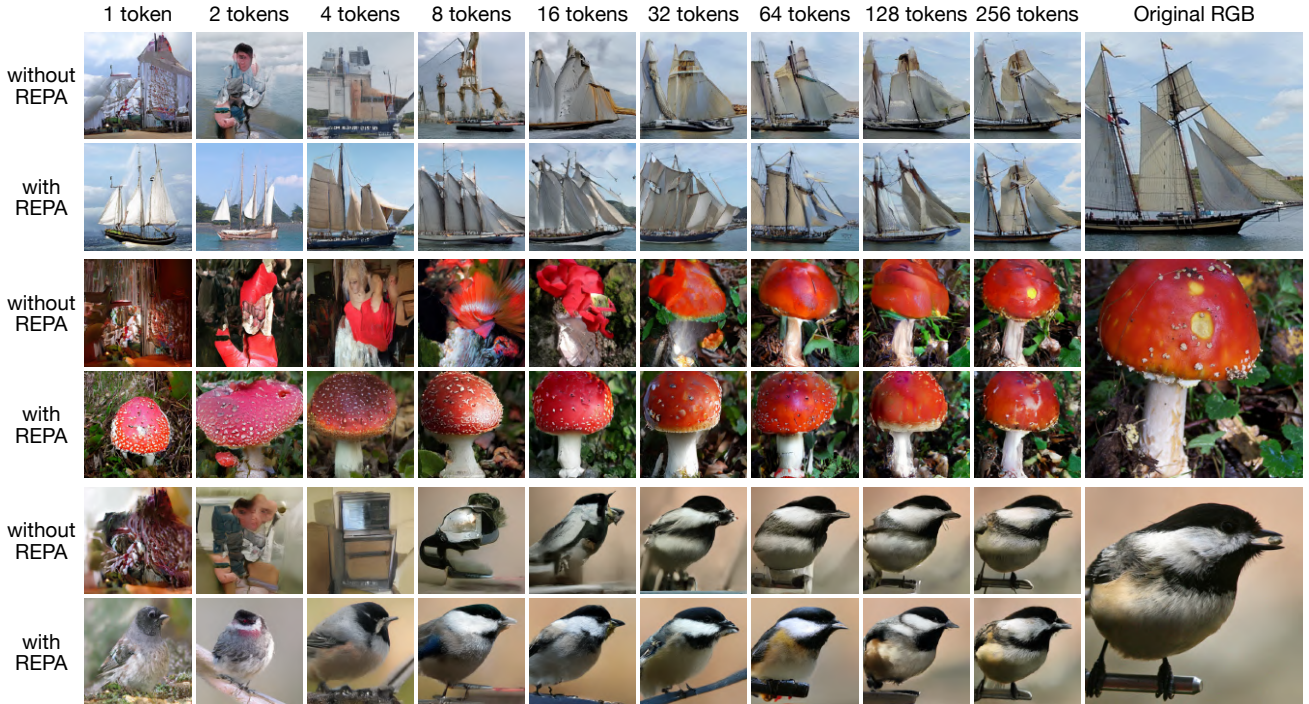 1 token 2 tokens 4 tokens 8 tokens 16 tokens 32 tokens 64 tokens 128 tokens 256 tokens Original RGB
without
REPA
with
REPA
without
REPA
with
REPA
without
REPA
with
REPA